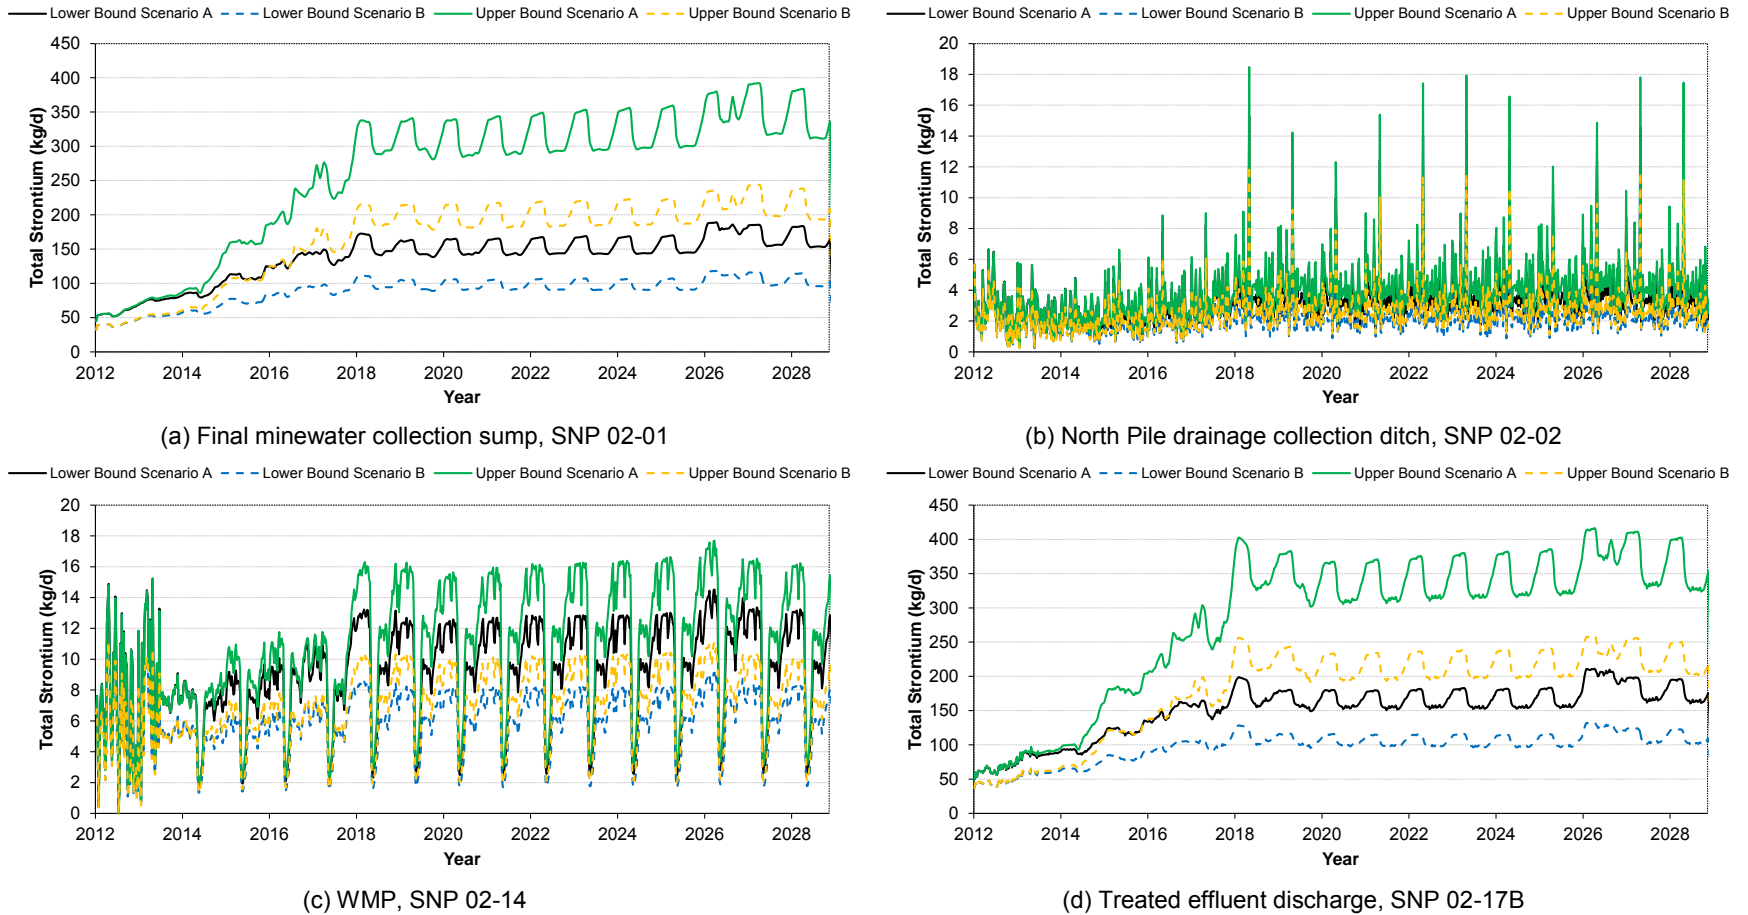 Lower Bound Scenario A Lower Bound Scenario B Upper Bound Scenario A Upper Bound Scenario B
450
400
350
300
250
200
150
100
50
0
Total Strontium (kg/d)
2012 2014 2016 2018 2020 2022 2024 2026 2028
Year
(a) Final minewater collection sump, SNP 02-01
Lower Bound Scenario A Lower Bound Scenario B Upper Bound Scenario A Upper Bound Scenario B
20
18
16
14
12
10
8
6
4
2
0
Total Strontium (kg/d)
2012 2014 2016 2018 2020 2022 2024 2026 2028
Year
(b) North Pile drainage collection ditch, SNP 02-02
Lower Bound Scenario A Lower Bound Scenario B Upper Bound Scenario A Upper Bound Scenario B
20
18
16
14
12
10
8
6
4
2
0
Total Strontium (kg/d)
2012 2014 2016 2018 2020 2022 2024 2026 2028
Year
(c) WMP, SNP 02-14
Lower Bound Scenario A Lower Bound Scenario B Upper Bound Scenario A Upper Bound Scenario B
450
400
350
300
250
200
150
100
50
0
Total Strontium (kg/d)
2012 2014 2016 2018 2020 2022 2024 2026 2028
Year
(d) Treated effluent discharge, SNP 02-17B